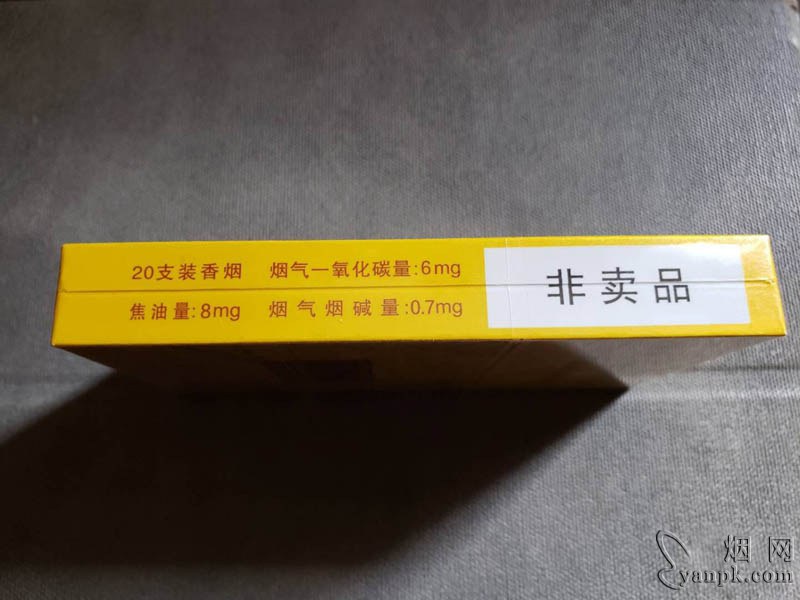 20支装香烟 烟气一氧化碳量:6mg
焦油量:8mg 烟气烟碱量:0.7mg
非卖品
烟网
yanpk.com